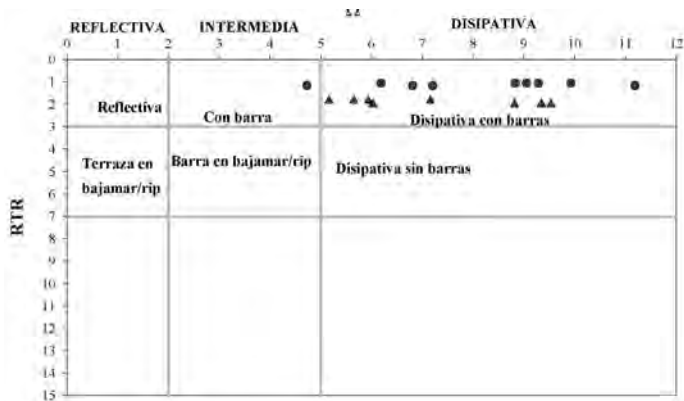 Ω
REFLECTIVA INTERMEDIA DISIPATIVA
0 1 2 3 4 5 6 7 8 9 10 11 12
0
1
Reflectiva
2
Con barra Disipativa con barras
3
4
Terraza en Barra en bajamar/rip Disipativa sin barras
5
bajamar/rip
6
7
8
9
10
11
12
13
14
15
RTR